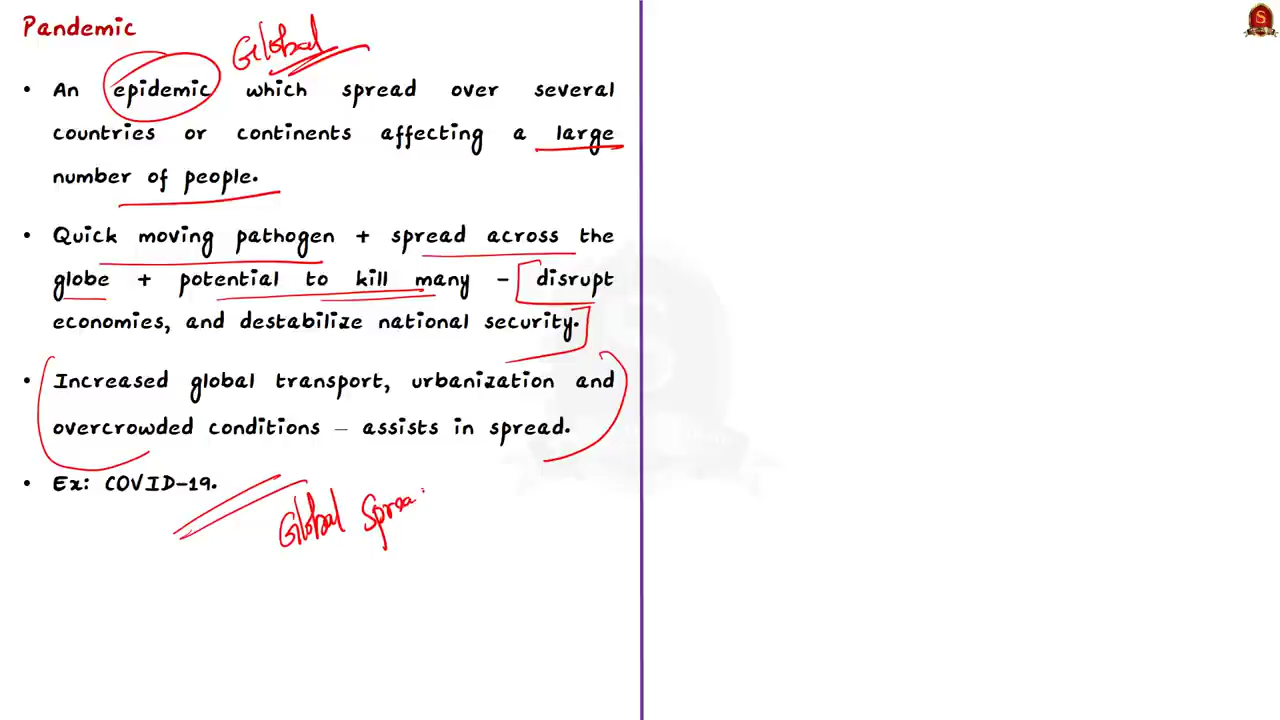 Pandemic
Global
• An epidemic which spread over several
countries or continents affecting a large
number of people.
• Quick moving pathogen + spread across the
globe + potential to kill many - disrupt
economies, and destabilize national security.
• Increased global transport, urbanization and
overcrowded conditions – assists in spread.
• Ex: COVID-19.
Global Sprea
S